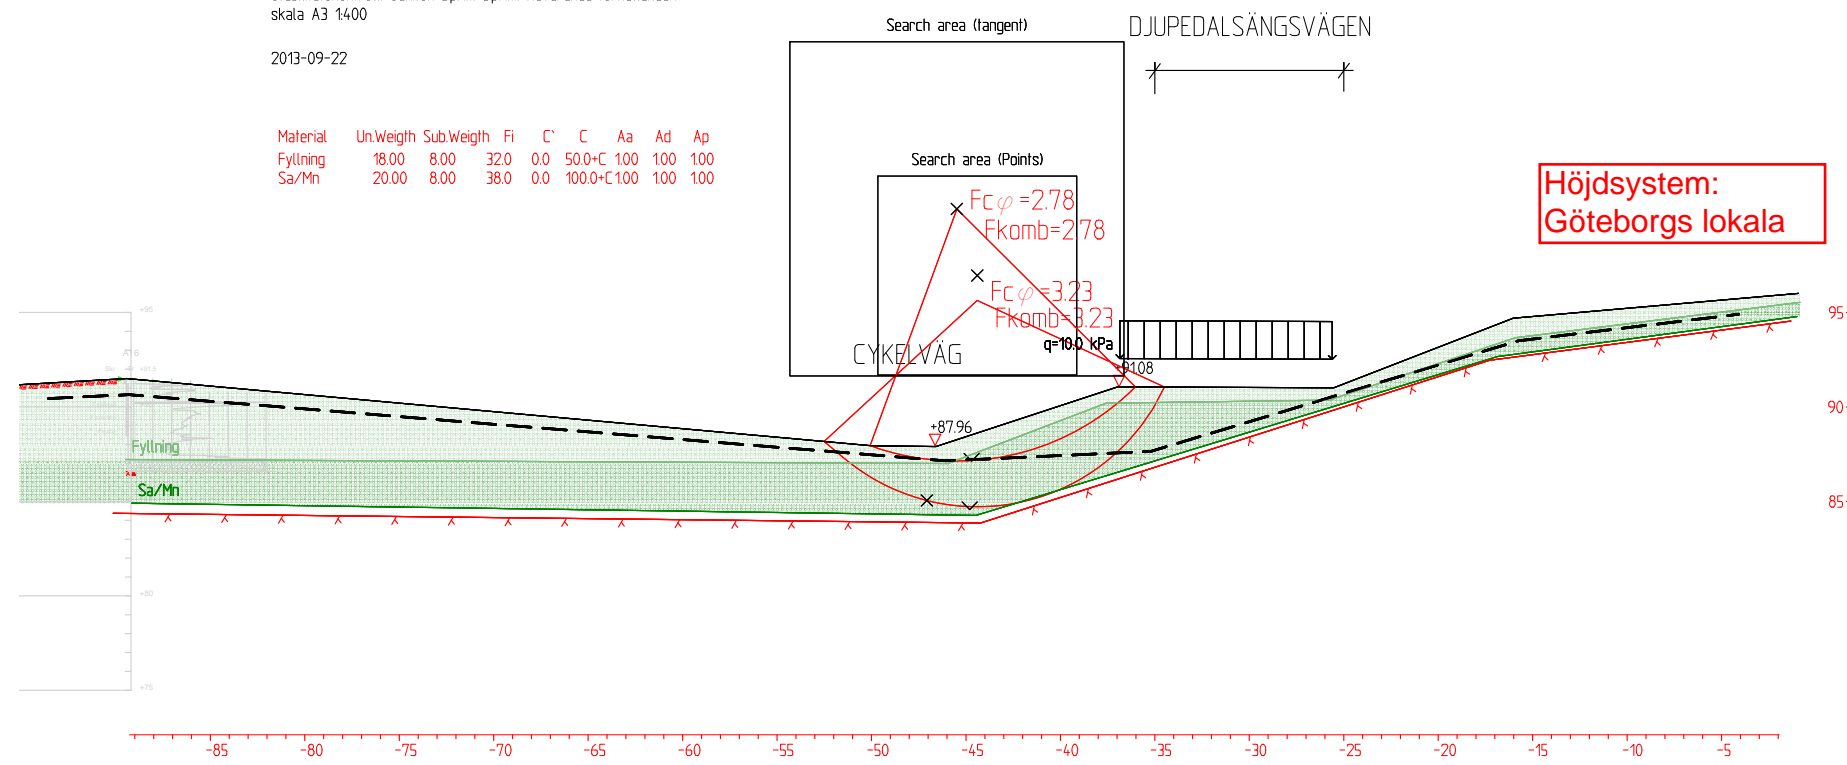 skala A3 1:400
2013-09-22
Search area (tangent)
DJUPEDALSÄNGSVÄGEN
Material Un.Weigth Sub.Weigth Fi C` C Aa Ad Ap
Fyllning 18.00 8.00 32.0 0.0 50.0+C 1.00 1.00 1.00
Sa/Mn 20.00 8.00 38.0 0.0 100.0+C 1.00 1.00 1.00
Search area (Points)
Fcφ=2.78
Fkomb=2.78
Höjdsystem:
Göteborgs lokala
Fcφ=3.23
Fkomb=3.23
q=10.0 kPa
CYKELVÄG
91.08
+87.96
+95
95
90
85
Fyllning
Sa/Mn
+80
+75
-85 -80 -75 -70 -65 -60 -55 -50 -45 -40 -35 -30 -25 -20 -15 -10 -5